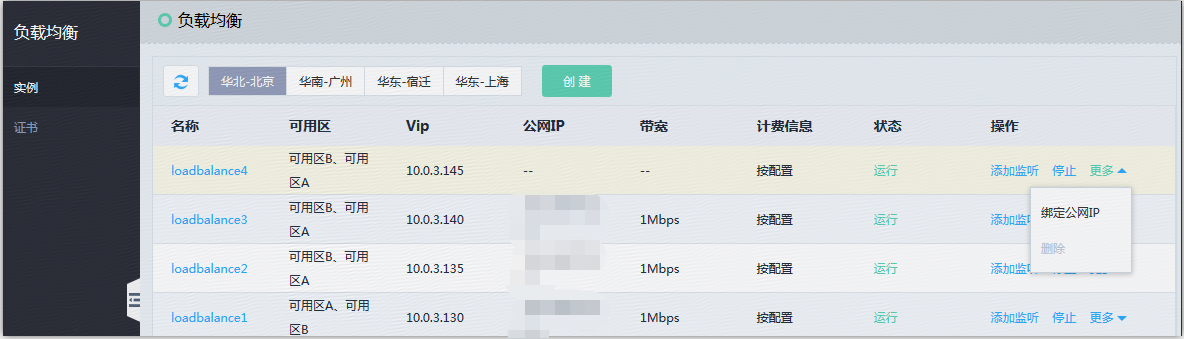 负载均衡
负载均衡
实例
证书
华北-北京 华南-广州 华东-宿迁 华东-上海 创 建
名称 可用区 Vip 公网IP 带宽 计费信息 状态 操作
loadbalance4 可用区B、可用 10.0.3.145 -- -- 按配置 运行 添加监听 停止 更多
区A
绑定公网IP
loadbalance3 可用区B、可用 10.0.3.140 1Mbps 按配置 运行 添加监
区A
删除
loadbalance2 可用区B、可用 10.0.3.135 1Mbps 按配置 运行 添加监听
区A
loadbalance1 可用区A、可用 10.0.3.130 1Mbps 按配置 运行 添加监听 停止 更多
区B